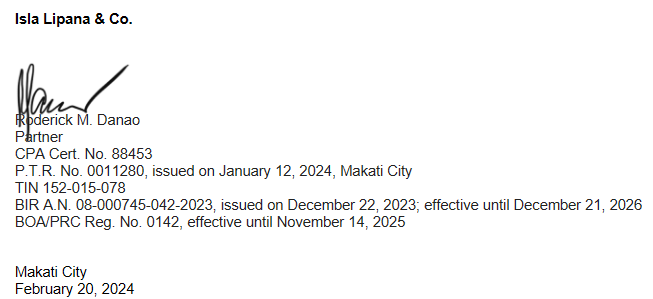 Isla Lipana & Co.
Roderick M. Danao
Partner
CPA Cert. No. 88453
P.T.R. No. 0011280, issued on January 12, 2024, Makati City
TIN 152-015-078
BIR A.N. 08-000745-042-2023, issued on December 22, 2023; effective until December 21, 2026
BOA/PRC Reg. No. 0142, effective until November 14, 2025
Makati City
February 20, 2024